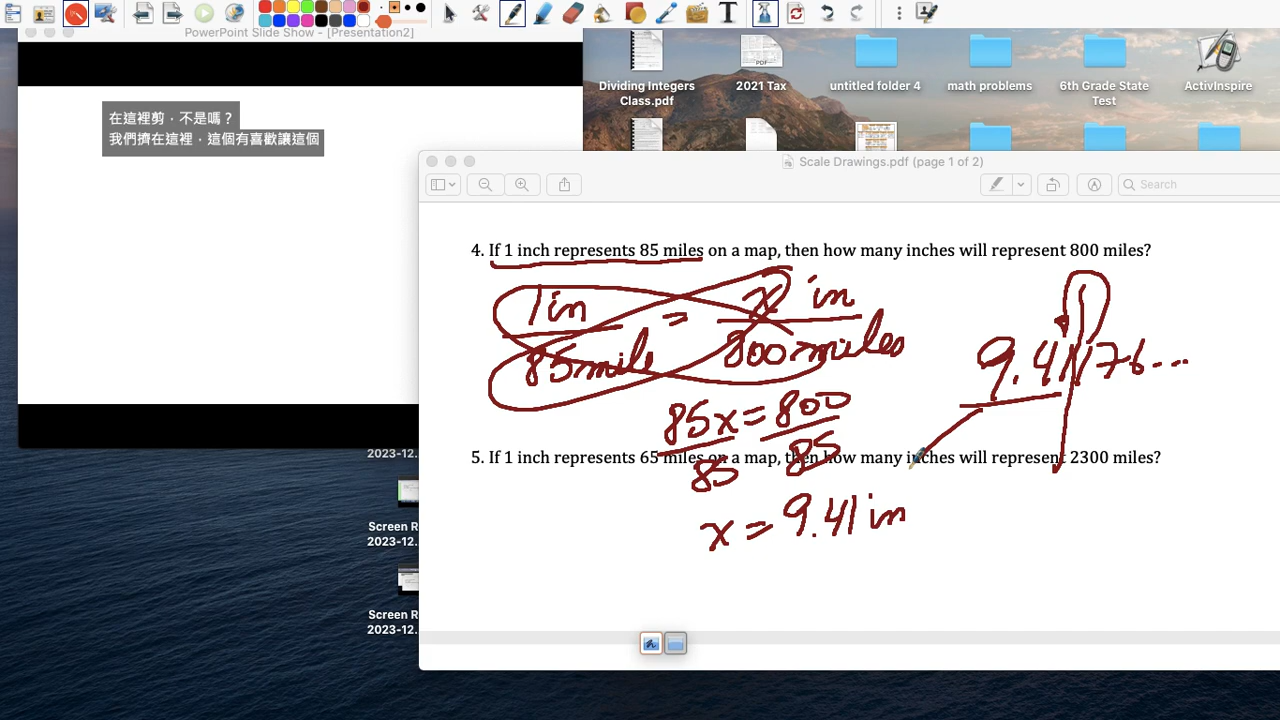 PowerPoint Slide Show - [Presentation2]
在這裡剪，不是嗎？
我們擠在這裡，這個有喜歡讓這個
Dividing Integers
Class.pdf
PDF
2021 Tax
untitled folder 4
math problems
6th Grade State
Test
ActivInspire
Scale Drawings.pdf (page 1 of 2)
Search
4. If 1 inch represents 85 miles on a map, then how many inches will represent 800 miles?
1 in = x in
85 mile 800 miles
9.41176...
85x = 800
85 85
5. If 1 inch represents 65 miles on a map, then how many inches will represent 2300 miles?
x = 9.41 in
2023-12.
Screen R
2023-12.
Screen R
2023-12.